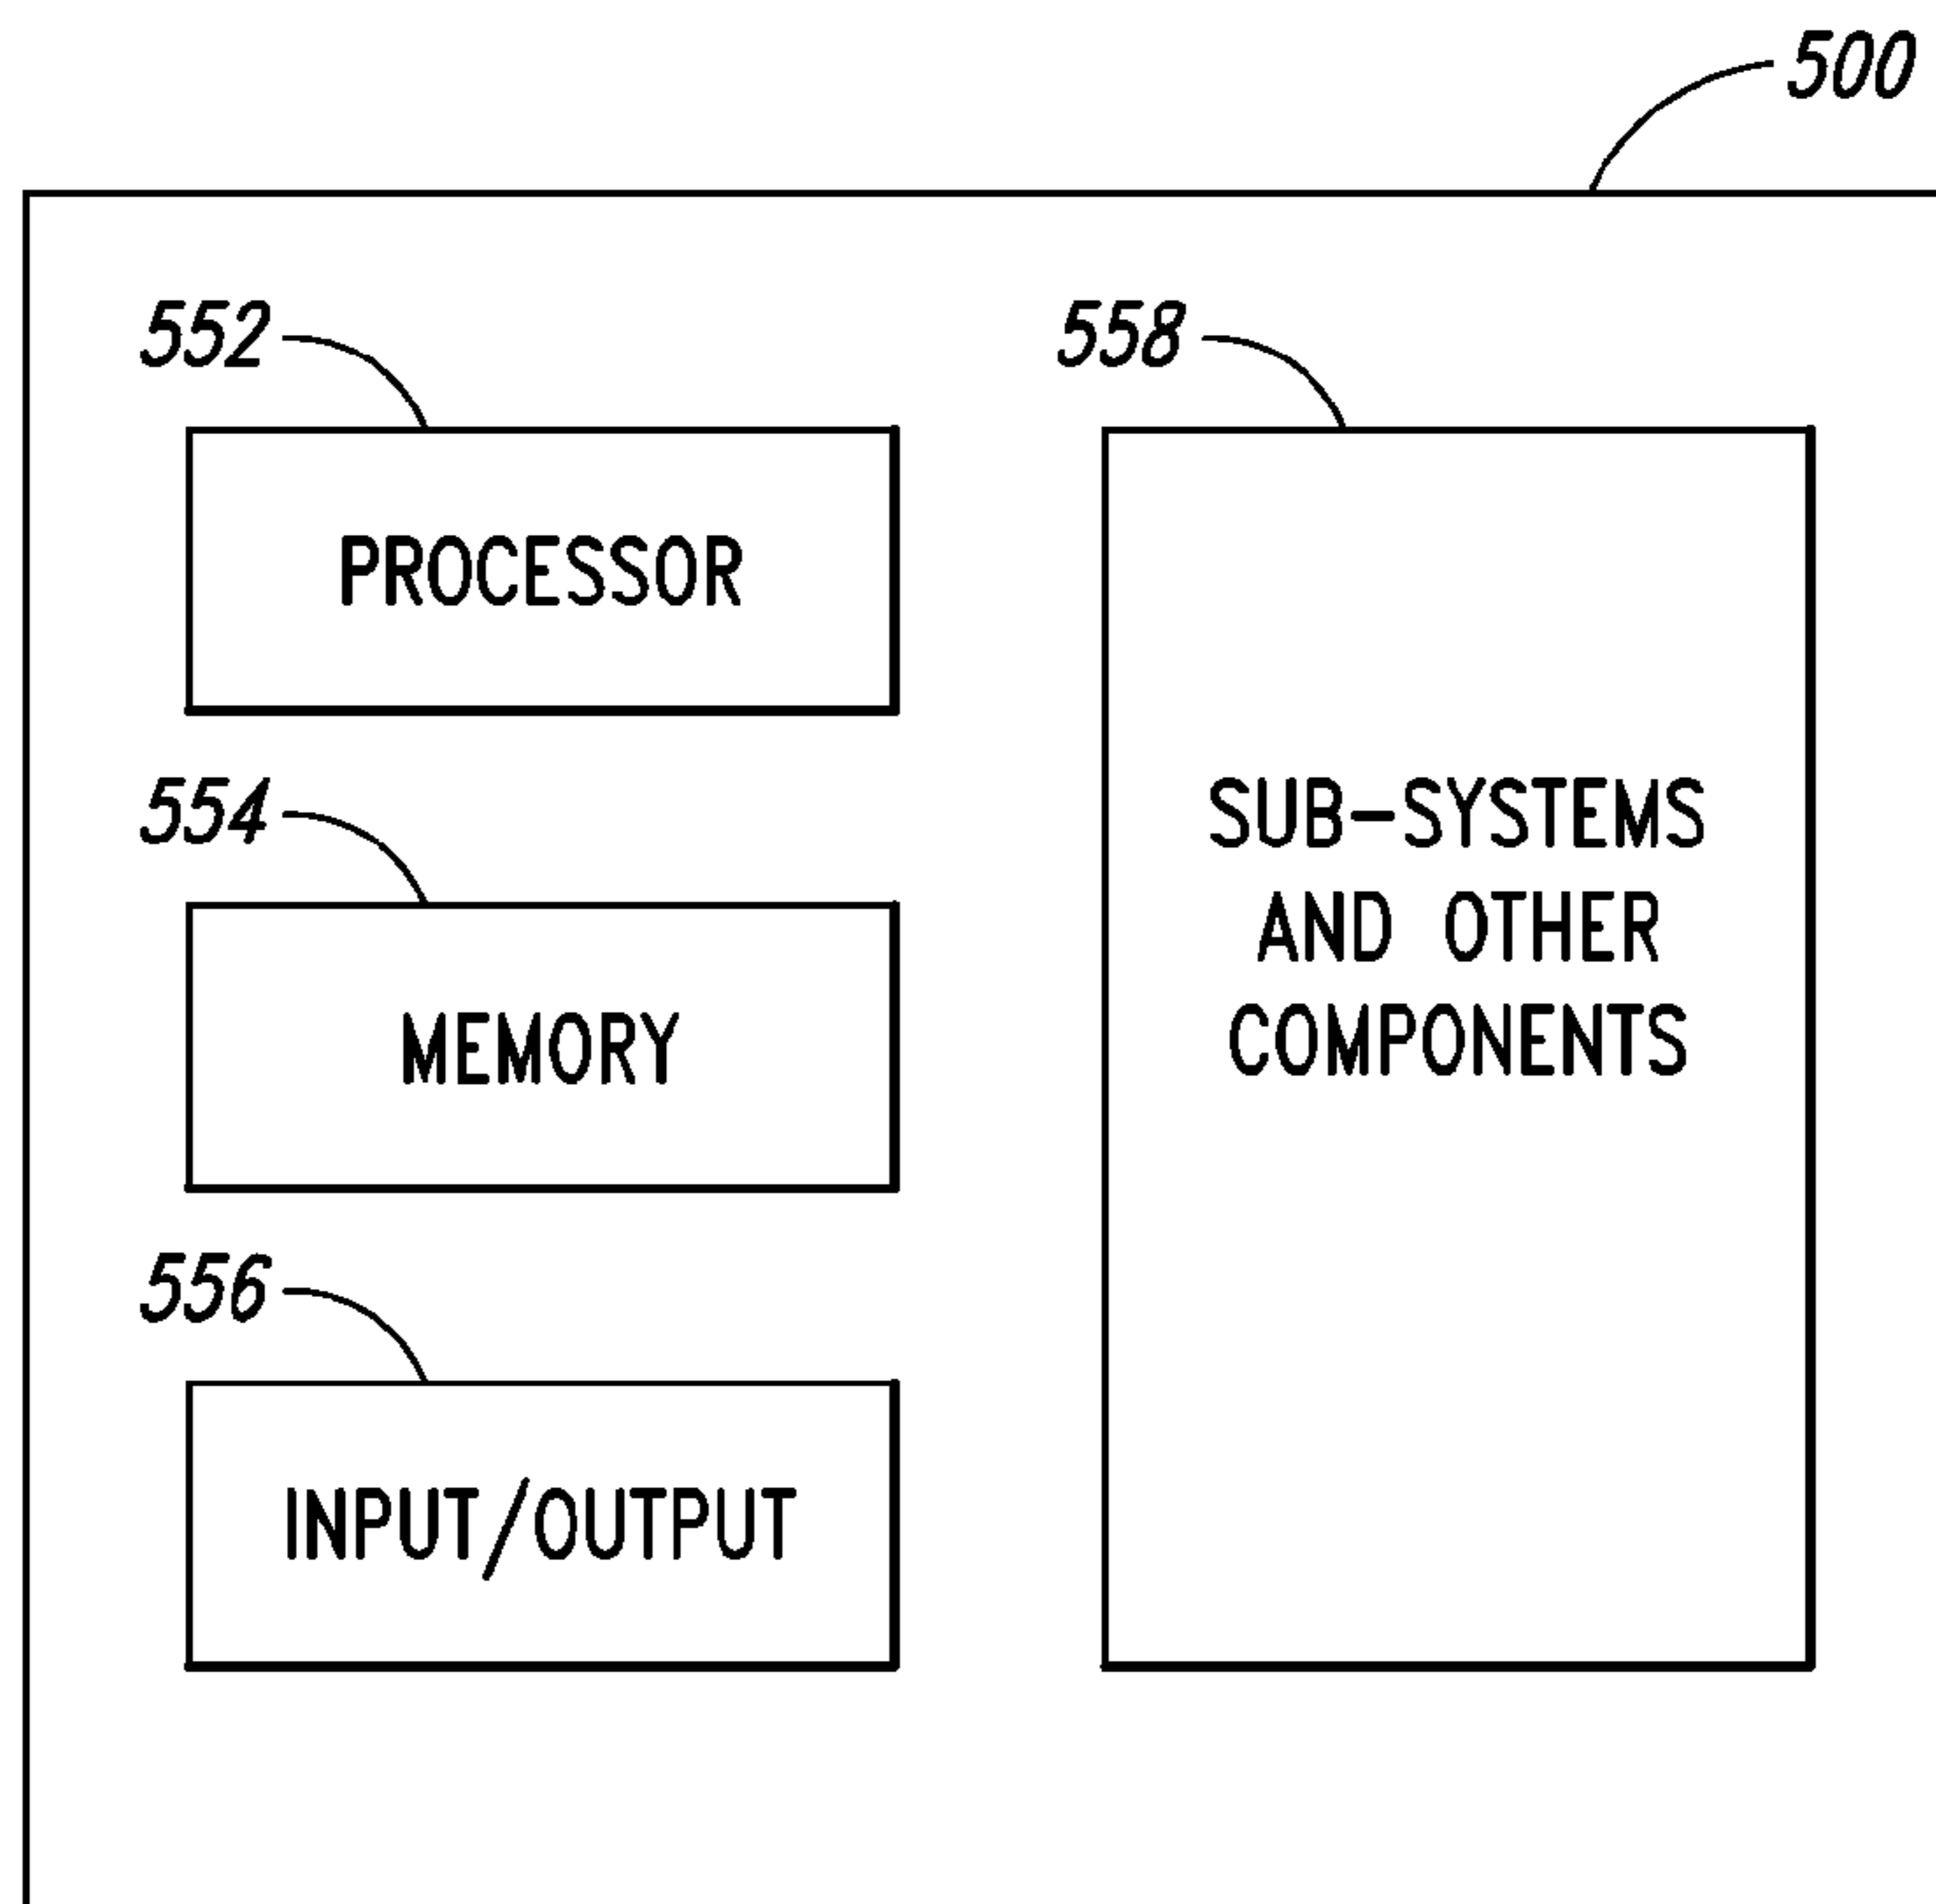 500
552
PROCESSOR
554
MEMORY
556
INPUT/OUTPUT
558
SUB-SYSTEMS
AND OTHER
COMPONENTS